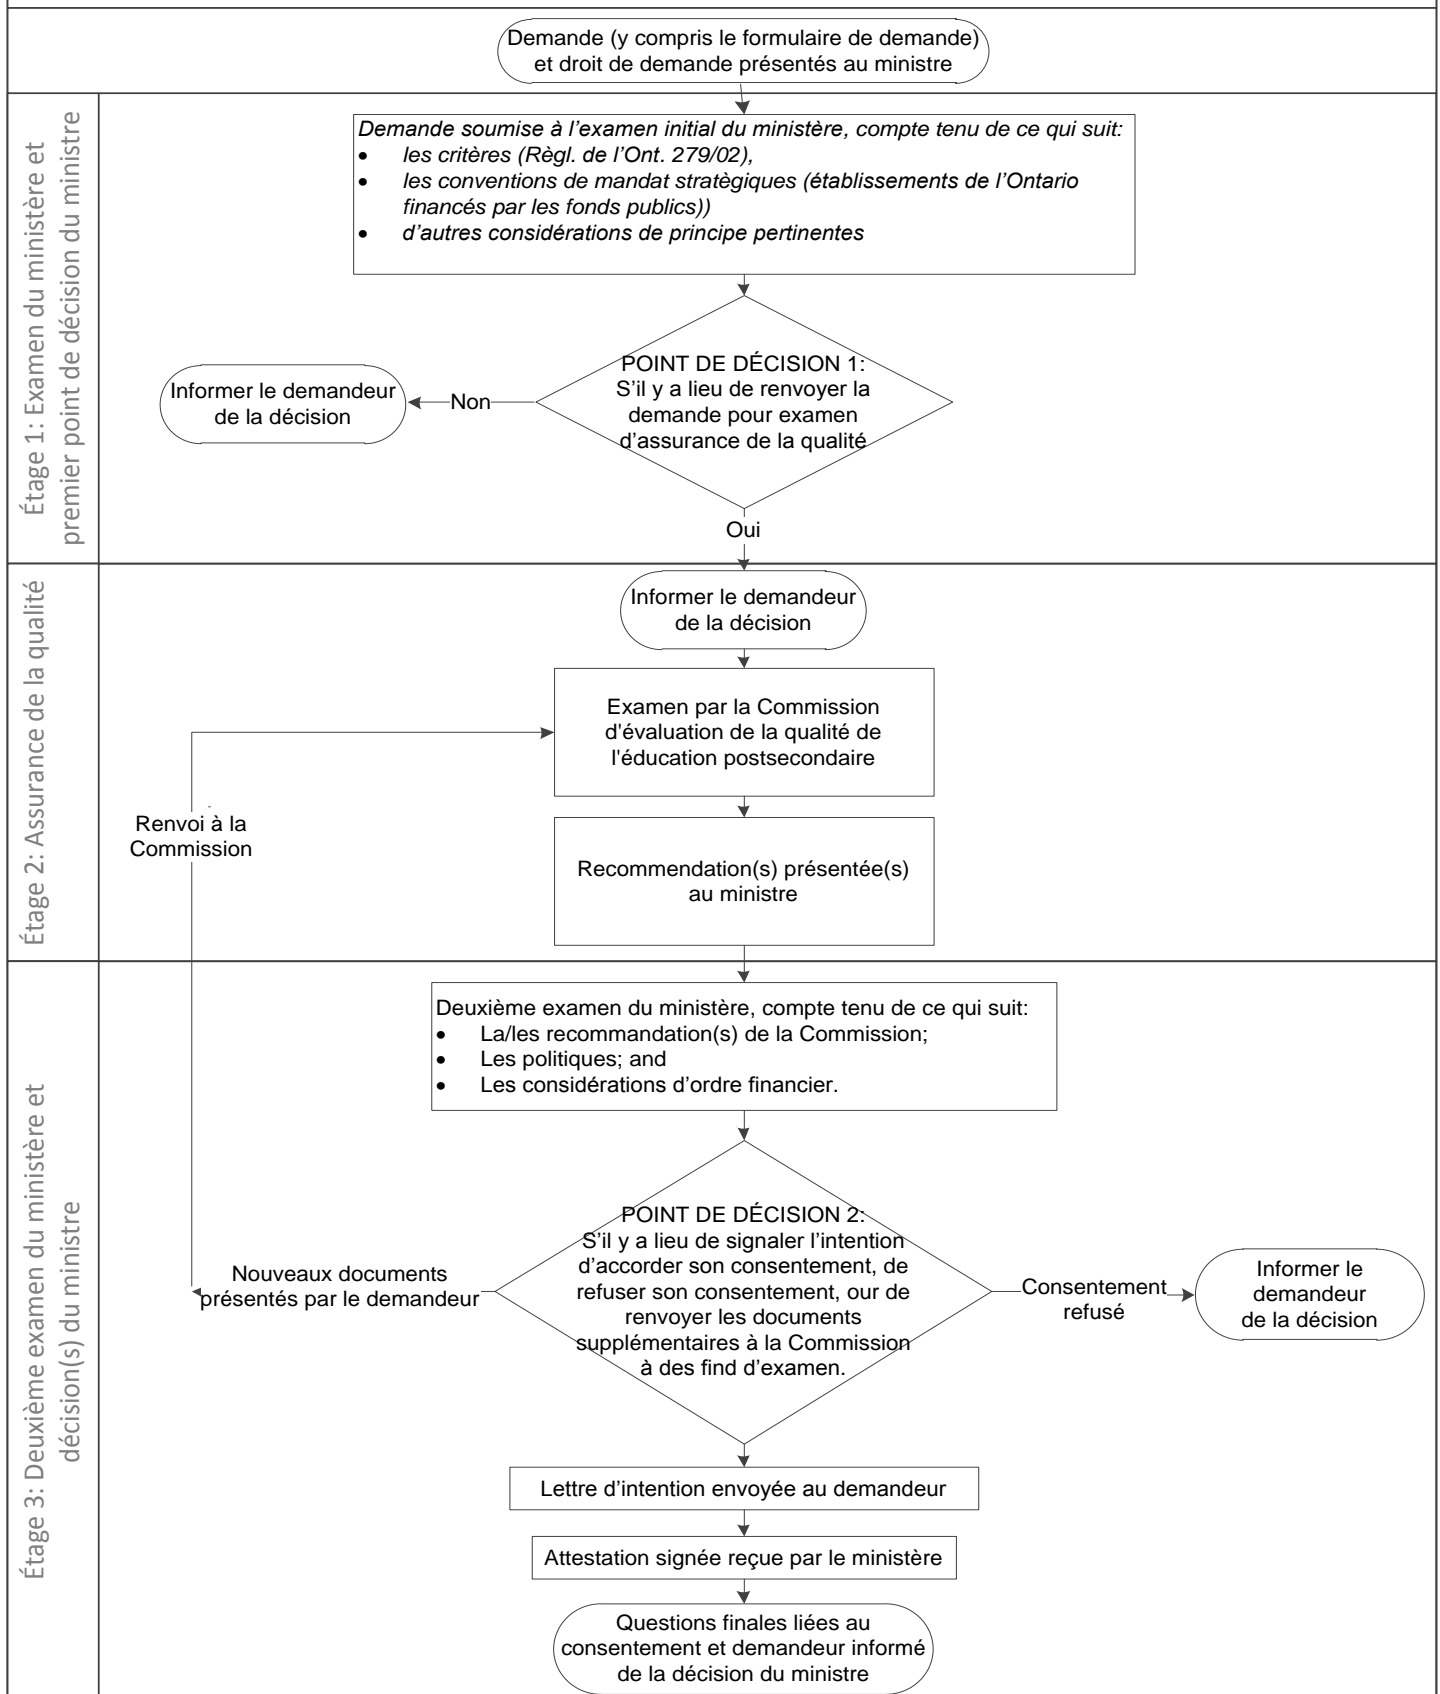 Demande (y compris le formulaire de demande)
et droit de demande présentés au ministre
Étage 1: Examen du ministère et
premier point de décision du ministre
Demande soumise à l’examen initial du ministère, compte tenu de ce qui suit:
• les critères (Règl. de l’Ont. 279/02),
• les conventions de mandat stratègiques (établissements de l’Ontario
financés par les fonds publics))
• d’autres considérations de principe pertinentes
POINT DE DÉCISION 1:
S’il y a lieu de renvoyer la
demande pour examen
d’assurance de la qualité
Non
Informer le demandeur
de la décision
Oui
Étage 2: Assurance de la qualité
Informer le demandeur
de la décision
Examen par la Commission
d'évaluation de la qualité de
l'éducation postsecondaire
Renvoi à la
Commission
Recommendation(s) présentée(s)
au ministre
Étage 3: Deuxième examen du ministère et
décision(s) du ministre
Deuxième examen du ministère, compte tenu de ce qui suit:
• La/les recommandation(s) de la Commission;
• Les politiques; and
• Les considérations d’ordre financier.
POINT DE DÉCISION 2:
S’il y a lieu de signaler l’intention
d’accorder son consentement, de
refuser son consentement, our de
renvoyer les documents
supplémentaires à la Commission
à des find d’examen.
Nouveaux documents
présentés par le demandeur
Consentement
refusé
Informer le
demandeur
de la décision
Lettre d’intention envoyée au demandeur
Attestation signée reçue par le ministère
Questions finales liées au
consentement et demandeur informé
de la décision du ministre